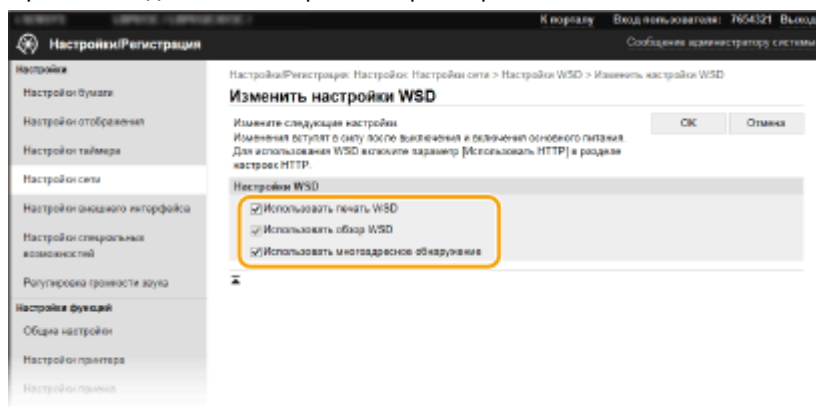 К порталу Вход пользователя: 7654321 Выход
Настройки/Регистрация
Сообщение администратору системы
Настройки
Настройки бумаги
Настройки отображения
Настройки таймера
Настройки сети
Настройки внешнего интерфейса
Настройки специальных
возможностей
Регулировка громкости звука
Настройки функций
Общие настройки
Настройки принтера
Настройки приема
Настройки/Регистрация: Настройки: Настройки сети > Настройки WSD > Изменить настройки WSD
Изменить настройки WSD
Измените следующие настройки.
Изменения вступят в силу после выключения и включения основного питания.
Для использования WSD включите параметр [Использовать HTTP] в разделе
настроек HTTP.
OK Отмена
Настройки WSD
Использовать печать WSD
Использовать обзор WSD
Использовать многоадресное обнаружение